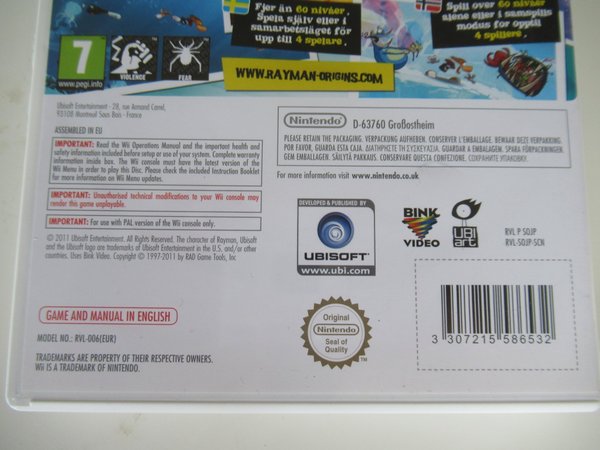 Fjer än 60 nivåer.
Spela själv eller i
samarbetsläget för
upp till 4 spelare.
Spill over 60 nivåer
alene eller i samspills
modus for opptil
4 spillere.
7
www.pegi.info
VIOLENCE
FEAR
WWW.RAYMAN-ORIGINS.COM
Ubisoft Entertainment - 28, rue Armand Carrel,
93108 Montreuil Sous Bois - France
ASSEMBLED IN EU
IMPORTANT: Read the Wii Operations Manual and the important health and
safety information included before setup or use of your system. Complete warranty
information inside box. The Wii console must have the latest version of the
Wii Menu in order to play this Disc. Please check the included Instruction Booklet
for more information on Wii Menu updates.
IMPORTANT: Unauthorised technical modifications to your Wii console may
render this game unplayable.
IMPORTANT: For use with PAL version of the Wii console only.
© 2011 Ubisoft Entertainment. All Rights Reserved. The character of Rayman, Ubisoft
and the Ubisoft logo are trademarks of Ubisoft Entertainment in the U.S. and/or other
countries. Uses Bink Video. Copyright © 1997-2011 by RAD Game Tools, Inc
GAME AND MANUAL IN ENGLISH
MODEL NO.: RVL-006(EUR)
TRADEMARKS ARE PROPERTY OF THEIR RESPECTIVE OWNERS.
Wii IS A TRADEMARK OF NINTENDO.
Nintendo D-63760 Großostheim
PLEASE RETAIN THE PACKAGING. VERPACKUNG AUFHEBEN. CONSERVER L'EMBALLAGE. BEWAAR DEZE VERPAKKING.
POR FAVOR, GUARDA ESTA CAJA. ΔΙΑΤΗΡΗΣΤΕ ΤΗ ΣΥΣΚΕΥΑΣΙΑ. GUARDAR A EMBALAGEM. SPARA FÖRPACKNINGEN.
GEM EMBALLAGEN. SÄILYTÄ PAKKAUS. CONSERVARE QUESTA CONFEZIONE. СОХРАНИТЕ УПАКОВКУ.
For more information visit www.nintendo.co.uk
DEVELOPED & PUBLISHED BY
UBISOFT
www.ubi.com
BINK
VIDEO
UBI
art
RVL P SOJP
RVL-SOJP-SCN
Original
Nintendo
Seal of
Quality
TM
3 307215 586532